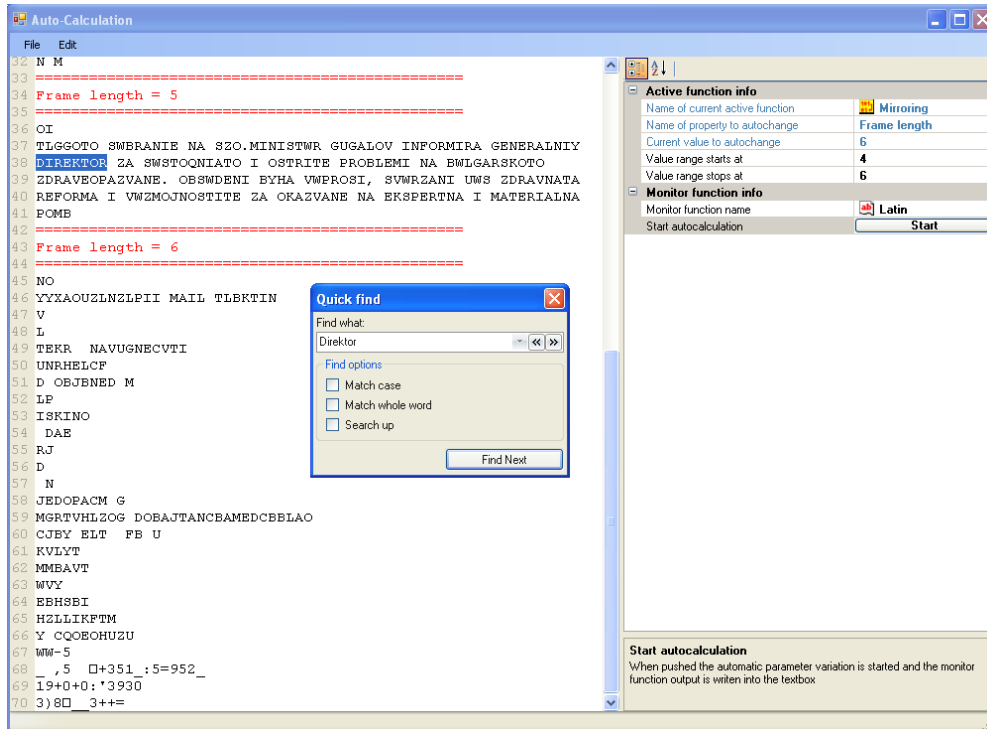 Auto-Calculation
File Edit
32 N M
33 ================================================
34 Frame length = 5
35 ================================================
36 OI
37 TLGGOTO SWBRANIE NA SZO.MINISTWR GUGALOV INFORMIRA GENERALNIY
38 DIREKTOR ZA SWSTOQNIATO I OSTRITE PROBLEMI NA BWLGARSKOTO
39 ZDRAVEOPAZVANE. OBSWDENI BYHA VWPROSI, SVWRZANI UWS ZDRAVNATA
40 REFORMA I VWZMOJNOSTITE ZA OKAZVANE NA EKSPERTNA I MATERIALNA
41 POMB
42 ================================================
43 Frame length = 6
44 ================================================
45 NO
46 YYXAOUZLNZLPII MAIL TLBKTIN
47 V
48 L
49 TEKR  NAVUGNECVTI
50 UNRHELCF
51 D OBJBNED M
52 LP
53 ISKINO
54  DAE
55 RJ
56 D
57  N
58 JEDOPACM G
59 MGRTVHLZOG DOBAJTANCBAMEDCBBLAO
60 CJBY ELT  FB U
61 KVLYT
62 MMBAVT
63 WVY
64 EBHSBI
65 HZLLIKFTM
66 Y CQOEOHUZU
67 WW-5
68 _ ,5  □+351_:5=952_
69 19+0+0:'3930
70 3)8□__3++=
Quick find
Find what:
Direktor
Find options
Match case
Match whole word
Search up
Find Next
Active function info
Name of current active function Mirroring
Name of property to autochange Frame length
Current value to autochange 6
Value range starts at 4
Value range stops at 6
Monitor function info
Monitor function name Latin
Start autocalculation Start
Start autocalculation
When pushed the automatic parameter variation is started and the monitor
function output is writen into the textbox